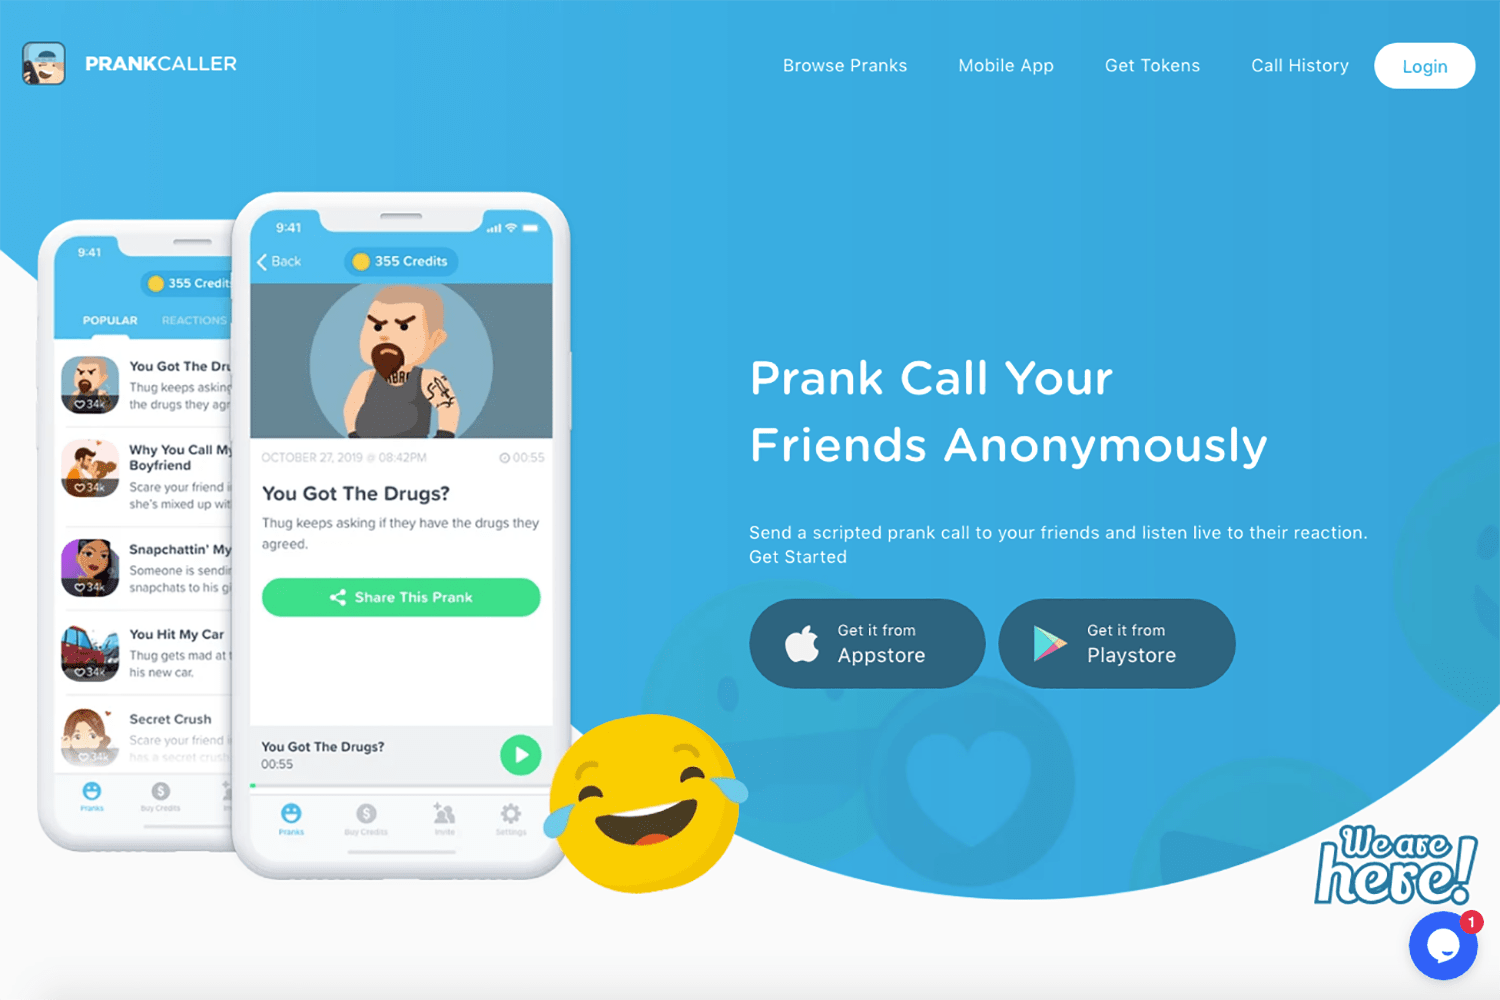 PRANKCALLER
Browse Pranks
Mobile App
Get Tokens
Call History
Login
9:41
355 Credits
POPULAR
REACTIONS
You Got The Dru
Thug keeps asking
the drugs they agr
34k
Why You Call My
Boyfriend
Scare your friend i
she's mixed up wit
34k
Snapchattin' My
Someone is sendi
snapchats to his gi
34k
You Hit My Car
Thug gets mad at t
his new car.
34k
Secret Crush
Scare your friend i
has a secret crush
34k
Pranks
Buy Credits
9:41
Back
355 Credits
OCTOBER 27, 2019 @ 08:42PM
00:55
You Got The Drugs?
Thug keeps asking if they have the drugs they
agreed.
Share This Prank
You Got The Drugs?
00:55
Pranks
Buy Credits
Invite
Settings
Prank Call Your
Friends Anonymously
Send a scripted prank call to your friends and listen live to their reaction.
Get Started
Get it from
Appstore
Get it from
Playstore
We are
here!
1